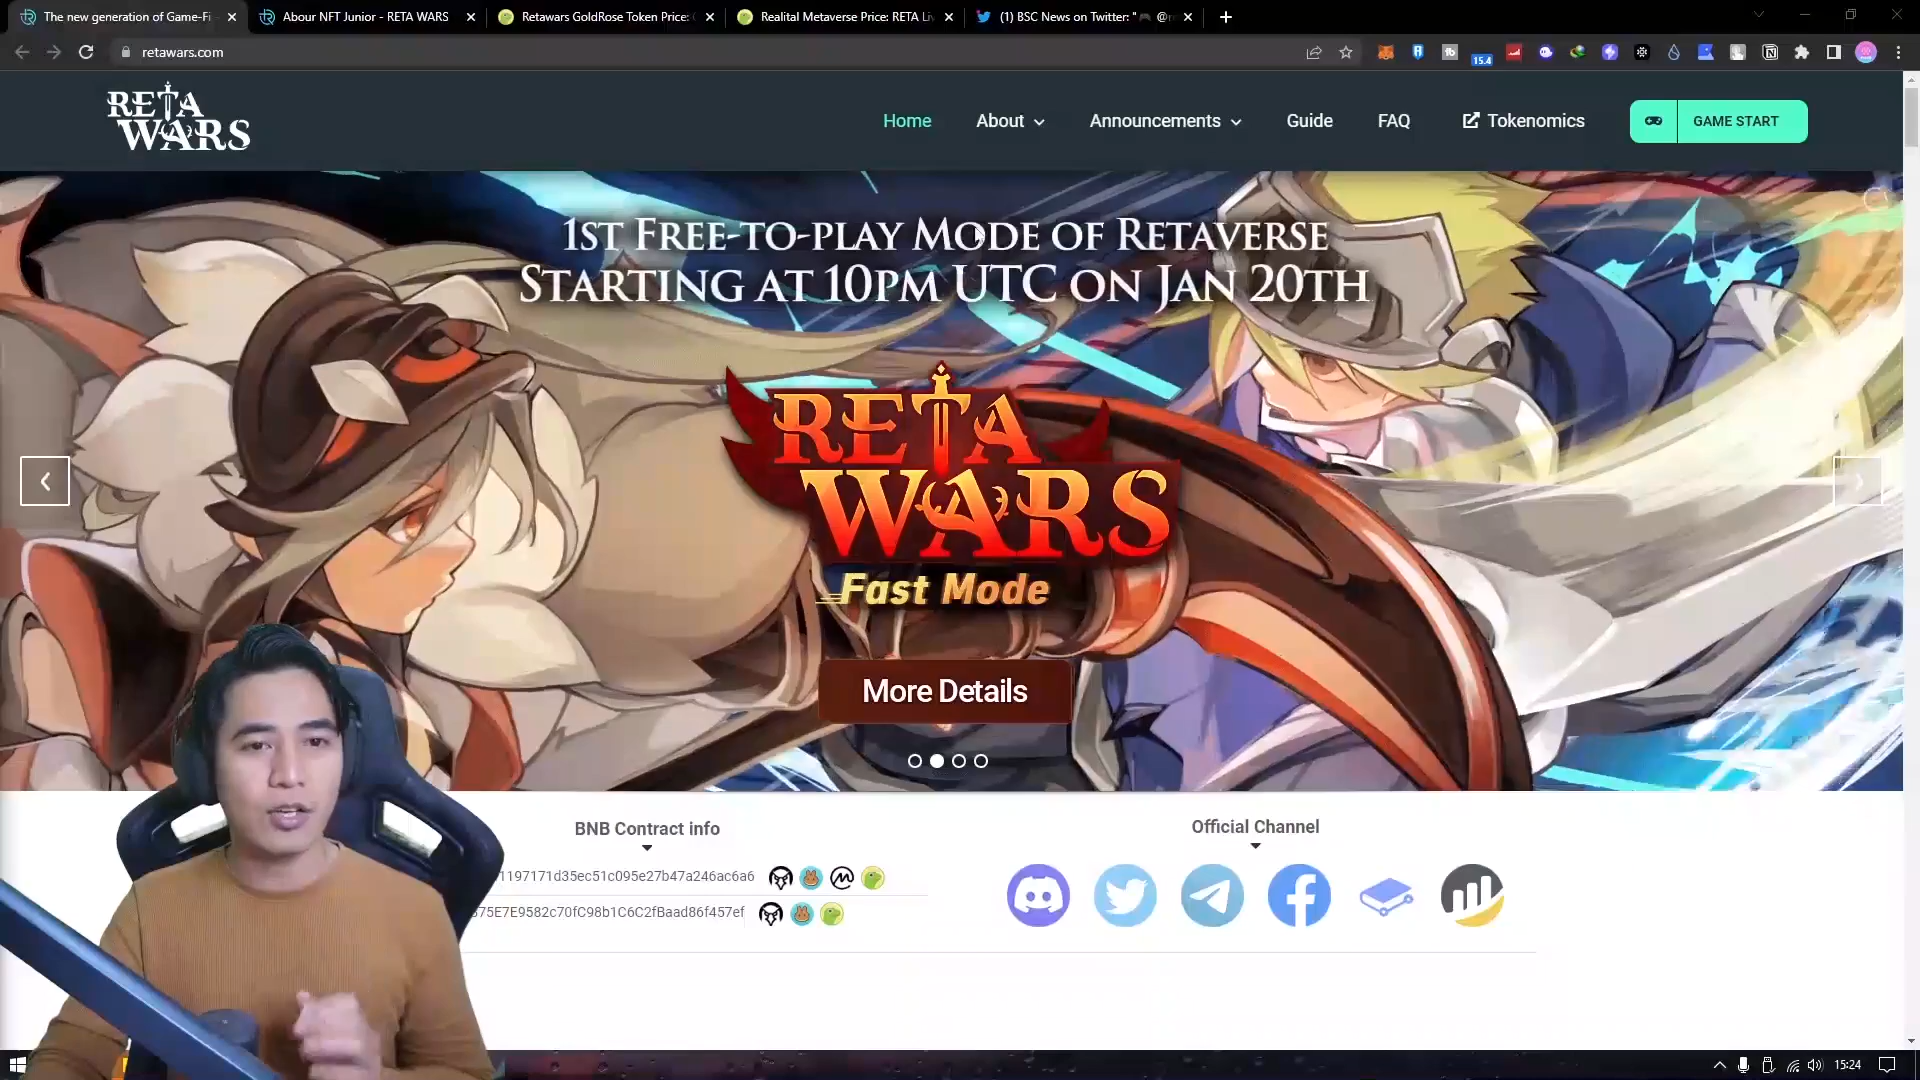 The new generation of Game-Fi
Abour NFT Junior - RETA WARS
Retawars GoldRose Token Price:
Realital Metaverse Price: RETA Li
(1) BSC News on Twitter: "
retawars.com
15.4
RETA WARS
Home
About
Announcements
Guide
FAQ
Tokenomics
GAME START
1ST FREE-TO-PLAY MODE OF RETAVERSE
STARTING AT 10PM UTC ON JAN 20TH
RETA
WARS
Fast Mode
More Details
BNB Contract info
Official Channel
1197171d35ec51c095e27b47a246ac6a6
375E7E9582c70fC98b1C6C2fBaad86f457ef
15:24